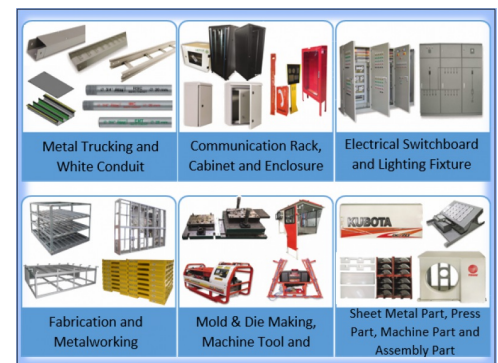 Metal Trucking and
White Conduit
Communication Rack,
Cabinet and Enclosure
Electrical Switchboard
and Lighting Fixture
KUBOTA
Fabrication and
Metalworking
Mold & Die Making,
Machine Tool and
Sheet Metal Part, Press
Part, Machine Part and
Assembly Part